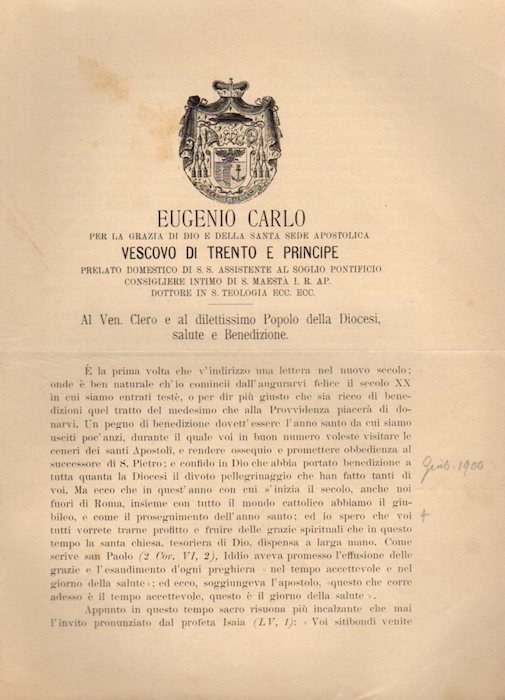 EUGENIO CARLO
PER LA GRAZIA DI DIO E DELLA SANTA SEDE APOSTOLICA
VESCOVO DI TRENTO E PRINCIPE
PRELATO DOMESTICO DI S. S. ASSISTENTE AL SOGLIO PONTIFICIO
CONSIGLIERE INTIMO DI S. MAESTÀ I. R. AP.
DOTTORE IN S. TEOLOGIA ECC. ECC.
Al Ven. Clero e al dilettissimo Popolo della Diocesi,
salute e Benedizione.
È la prima volta che v'indirizzo una lettera nel nuovo secolo;
onde è ben naturale ch'io cominci dall'augurarvi felice il secolo XX
in cui siamo entrati testè, o per dir più giusto che sia ricco di bene-
dizioni quel tratto del medesimo che alla Provvidenza piacerà di do-
narvi. Un pegno di benedizione dovett'essere l'anno santo da cui siamo
usciti poc'anzi, durante il quale voi in buon numero voleste visitare le
ceneri dei santi Apostoli, e rendere ossequio e promettere obbedienza al
successore di S. Pietro; e confido in Dio che abbia portato benedizione a
tutta quanta la Diocesi il divoto pellegrinaggio che han fatto tanti di
voi. Ma ecco che in quest'anno con cui s'inizia il secolo, anche noi
fuori di Roma, insieme con tutto il mondo cattolico abbiamo il giu-
bileo, e come il proseguimento dell'anno santo; ed io spero che voi
tutti vorrete trarne profitto e fruire delle grazie spirituali che in questo
tempo la santa chiesa, tesoriera di Dio, dispensa a larga mano. Come
scrive san Paolo (2 Cor. VI, 2), Iddio aveva promesso l'effusione delle
grazie e l'esaudimento d'ogni preghiera « nel tempo accettevole e nel
giorno della salute »; ed ecco, soggiungeva l'apostolo, «questo che corre
adesso è il tempo accettevole, questo è il giorno della salute ».
Appunto in questo tempo sacro risuona più incalzante che mai
l'invito pronunziato dal profeta Isaia (LV, 1): « Voi sitibondi venite
Giub. 1900
+